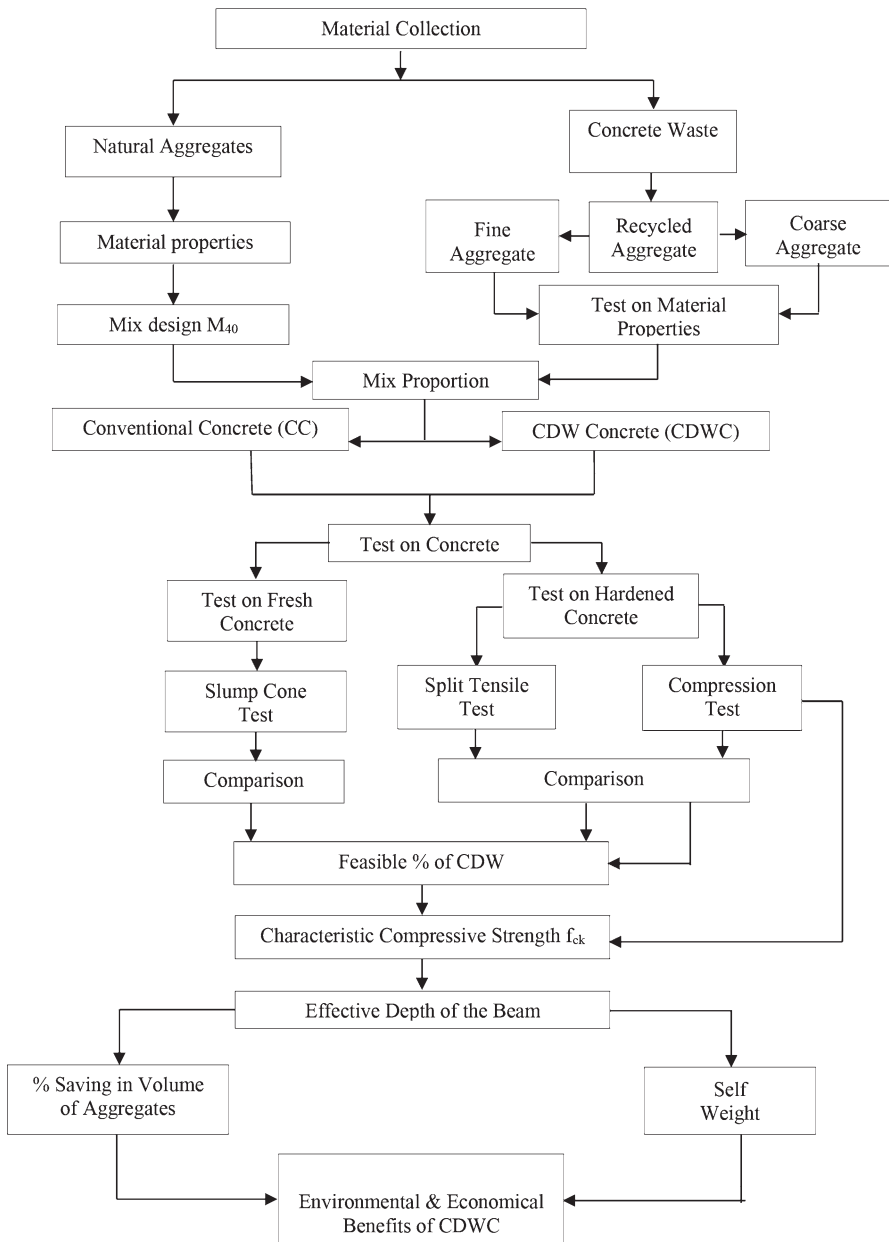 Material Collection
Natural Aggregates
Concrete Waste
Material properties
Fine
Aggregate
Recycled
Aggregate
Coarse
Aggregate
Mix design M₄₀
Test on Material
Properties
Mix Proportion
Conventional Concrete (CC)
CDW Concrete (CDWC)
Test on Concrete
Test on Fresh
Concrete
Test on Hardened
Concrete
Slump Cone
Test
Split Tensile
Test
Compression
Test
Comparison
Comparison
Feasible % of CDW
Characteristic Compressive Strength fck
Effective Depth of the Beam
% Saving in Volume
of Aggregates
Self
Weight
Environmental & Economical
Benefits of CDWC